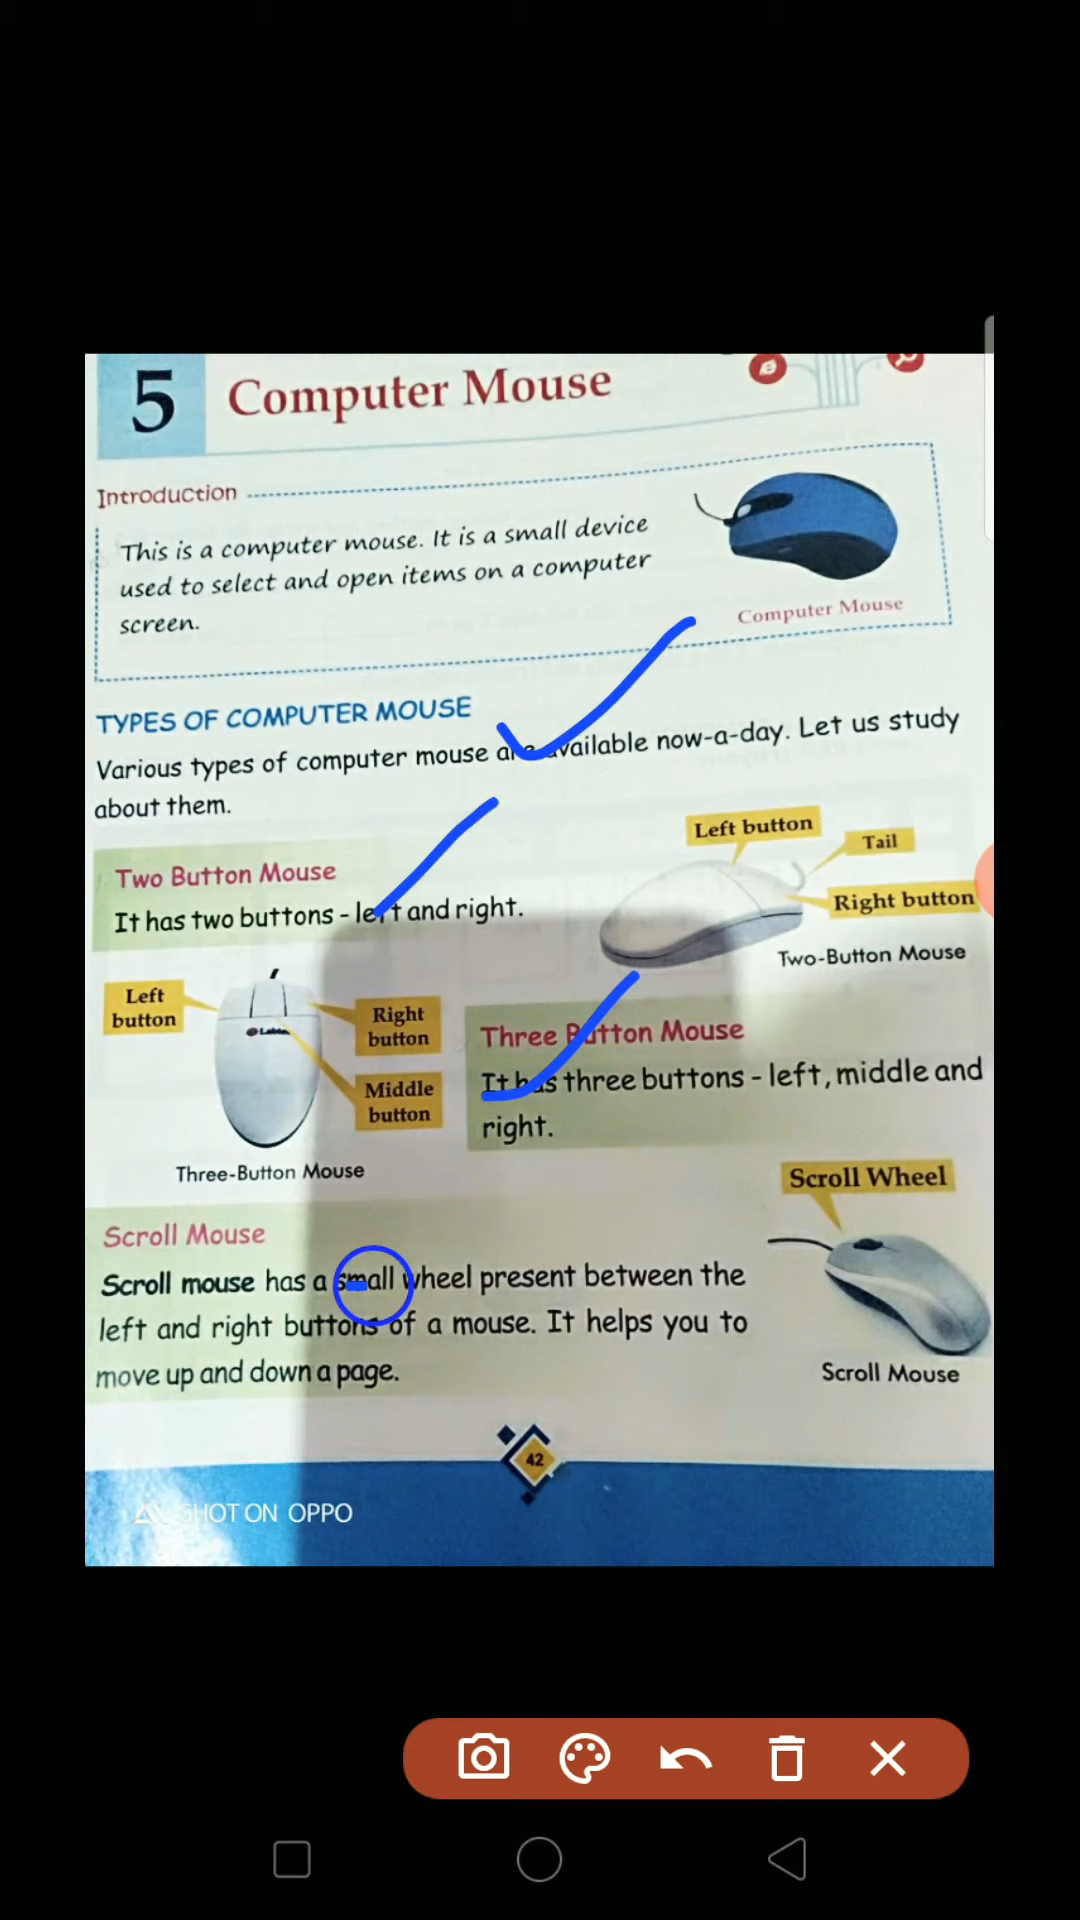 5 Computer Mouse
Introduction
This is a computer mouse. It is a small device
used to select and open items on a computer
screen.
Computer Mouse
TYPES OF COMPUTER MOUSE
Various types of computer mouse are available now-a-day. Let us study
about them.
Left button
Tail
Right button
Two-Button Mouse
Two Button Mouse
It has two buttons - left and right.
Left
button
Right
button
Middle
button
Three-Button Mouse
Three Button Mouse
It has three buttons - left, middle and
right.
Scroll Wheel
Scroll Mouse
Scroll Mouse
Scroll mouse has a small wheel present between the
left and right buttons of a mouse. It helps you to
move up and down a page.
42
SHOT ON OPPO